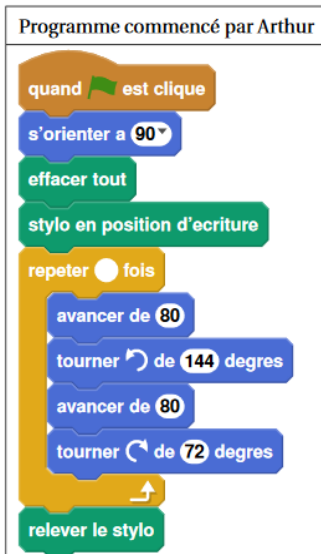 Programme commencé par Arthur
quand est clique
s'orienter a 90
effacer tout
stylo en position d'ecriture
repeter fois
avancer de 80
tourner de 144 degres
avancer de 80
tourner de 72 degres
relever le stylo